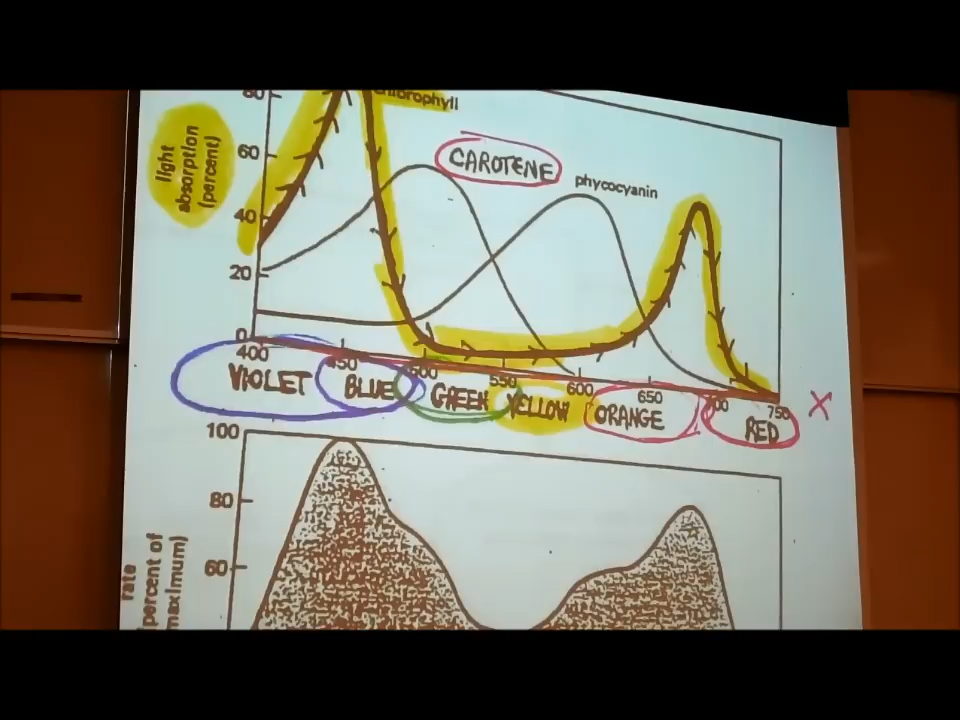 80
chlorophyll
light
absorption
(percent)
60
CAROTENE
phycocyanin
40
20
0
400 450 500 550 600 650 700 750
VIOLET BLUE GREEN YELLOW ORANGE RED X
100
80
60
rate
(percent of
maximum)